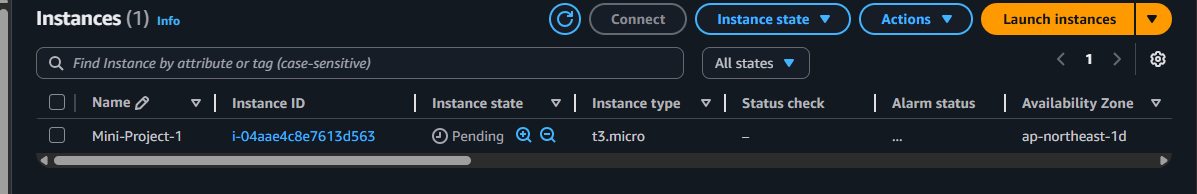 Instances (1) Info Connect Instance state Actions Launch instances
Find Instance by attribute or tag (case-sensitive) All states 1
Name Instance ID Instance state Instance type Status check Alarm status Availability Zone
Mini-Project-1 i-04aae4c8e7613d563 Pending t3.micro – ... ap-northeast-1d